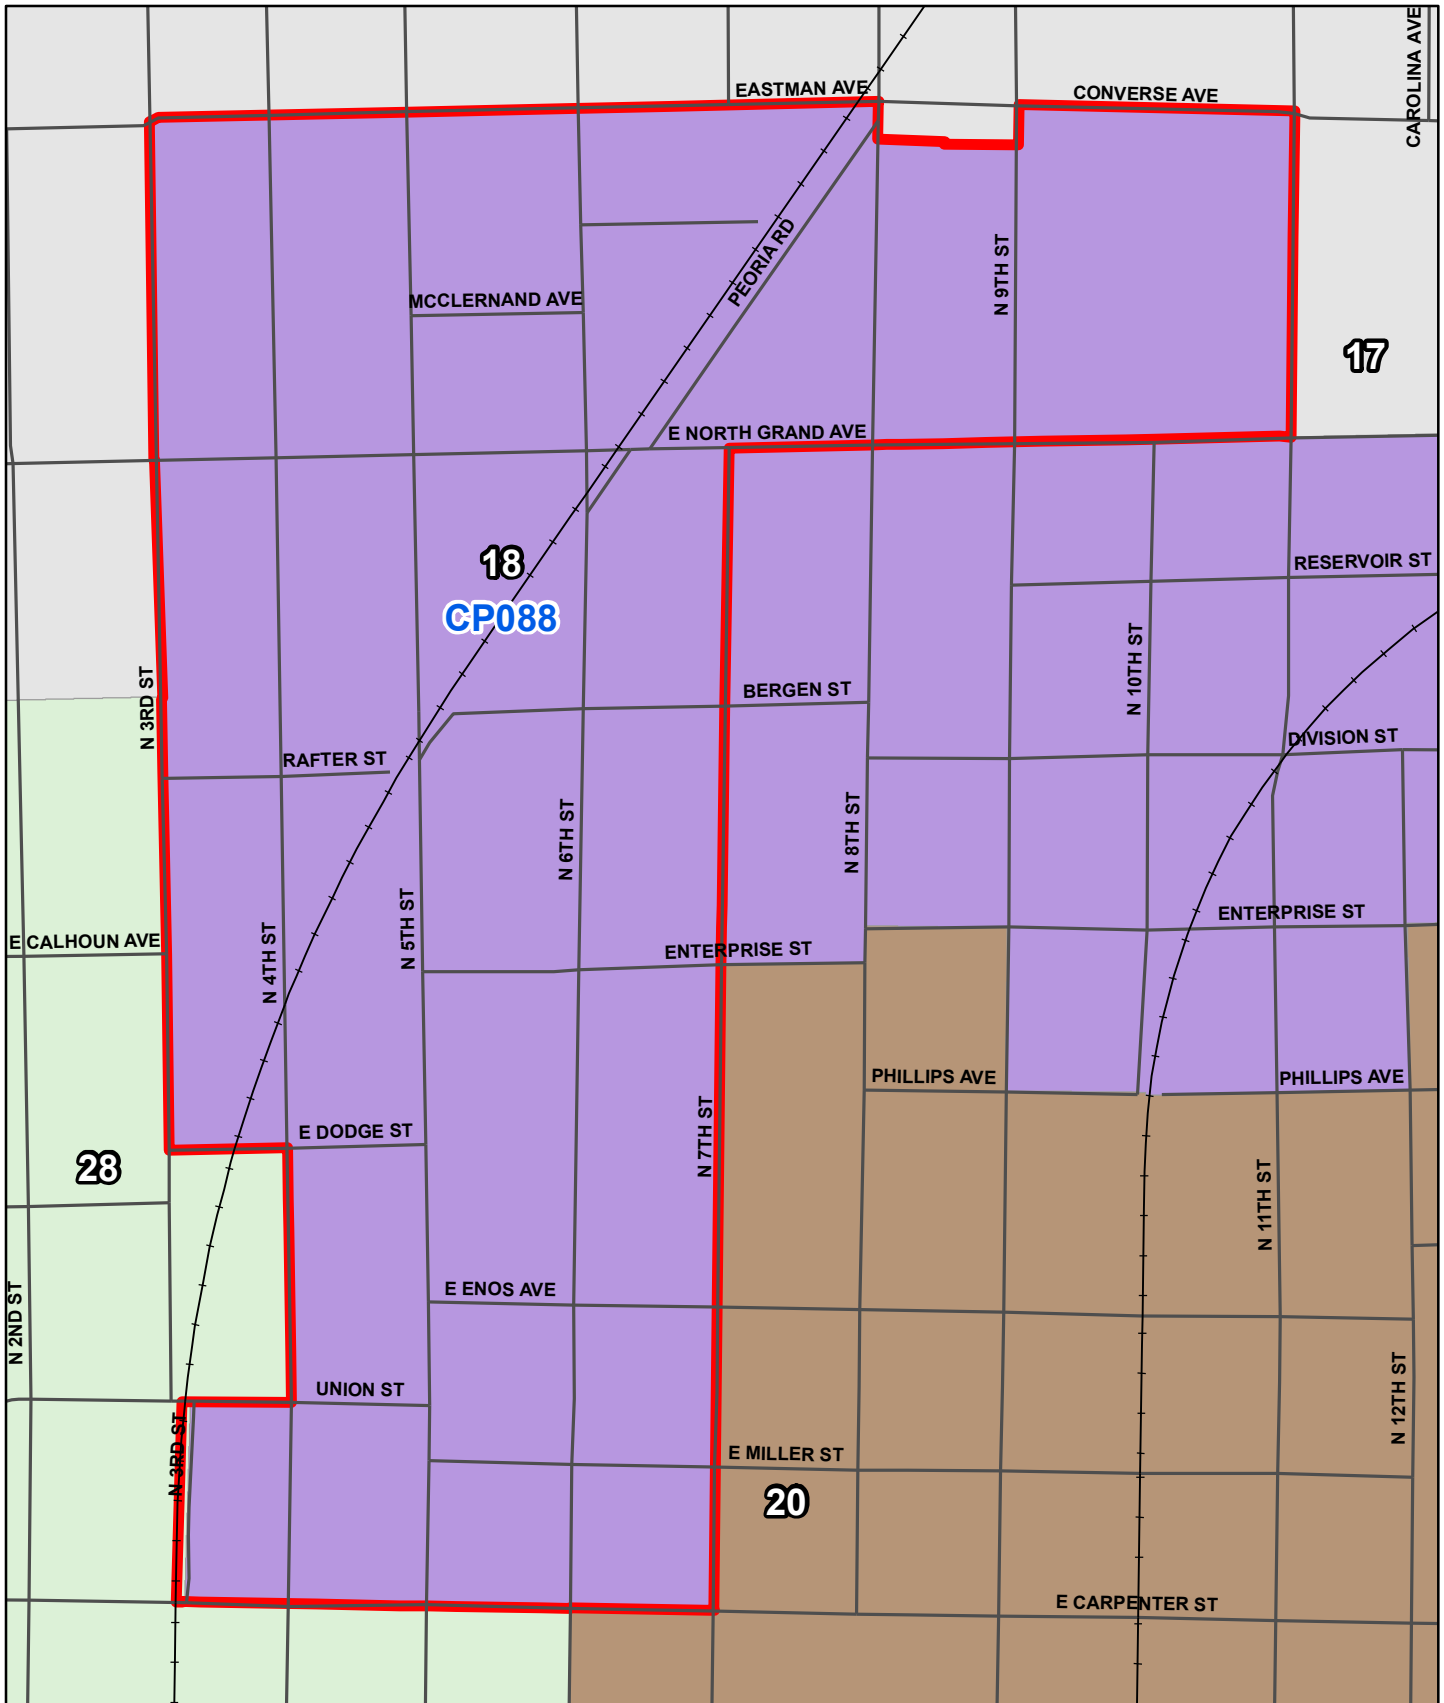 CAROLINA AVE
EASTMAN AVE
CONVERSE AVE
PEORIA RD
N 9TH ST
MCCLERNAND AVE
17
E NORTH GRAND AVE
18
CP088
RESERVOIR ST
N 10TH ST
N 3RD ST
BERGEN ST
DIVISION ST
RAFTER ST
N 6TH ST
N 8TH ST
ENTERPRISE ST
E CALHOUN AVE
N 4TH ST
N 5TH ST
ENTERPRISE ST
PHILLIPS AVE
PHILLIPS AVE
E DODGE ST
N 7TH ST
28
N 11TH ST
E ENOS AVE
N 2ND ST
UNION ST
N 12TH ST
N 3RD ST
E MILLER ST
20
E CARPENTER ST